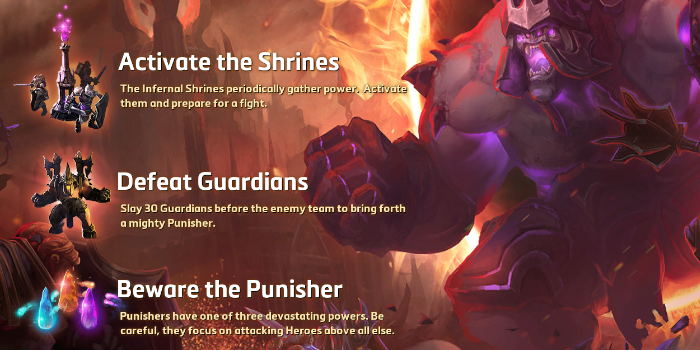 Activate the Shrines
The Infernal Shrines periodically gather power. Activate
them and prepare for a fight.
Defeat Guardians
Slay 30 Guardians before the enemy team to bring forth
a mighty Punisher.
Beware the Punisher
Punishers have one of three devastating powers. Be
careful, they focus on attacking Heroes above all else.